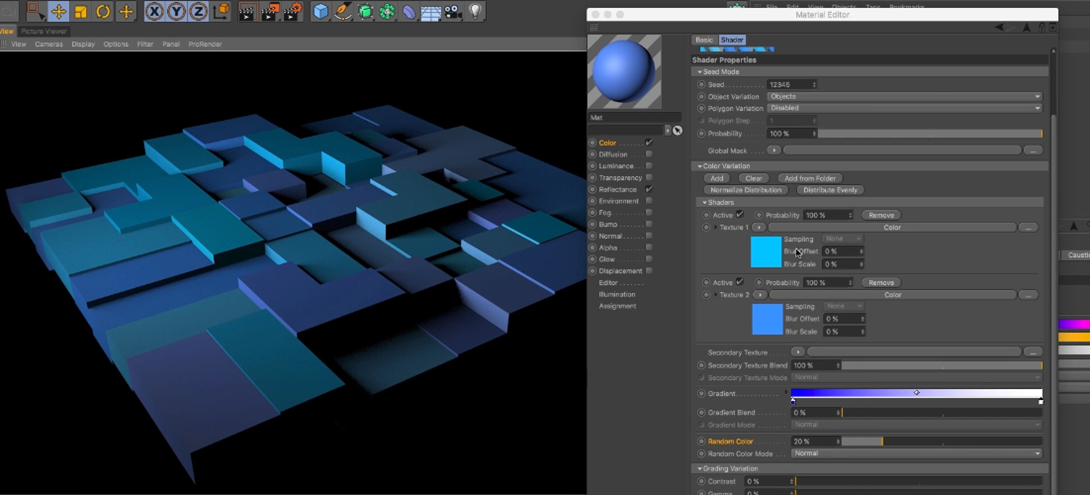 Material Editor
View
Picture Viewer
View Cameras Display Options Filter Panel ProRender
Basic Shader
Shader Properties
Seed Mode
Seed 12345
Object Variation Objects
Polygon Variation Disabled
Polygon Step 1
Probability 100 %
Global Mask ...
Color Variation
Add Clear Add from Folder
Normalize Distribution Distribute Evenly
Shaders
Active Probability 100 % Remove
Texture 1 Color ...
Sampling None
Blur Offset 0 %
Blur Scale 0 %
Active Probability 100 % Remove
Texture 2 Color ...
Sampling None
Blur Offset 0 %
Blur Scale 0 %
Secondary Texture ...
Secondary Texture Blend 100 %
Secondary Texture Mode Normal
Gradient
Gradient Blend 0 %
Gradient Mode Normal
Random Color 20 %
Random Color Mode Normal
Grading Variation
Contrast 0 %
Gamma 0 %
Mat
Color
Diffusion
Luminance
Transparency
Reflectance
Environment
Fog
Bump
Normal
Alpha
Glow
Displacement
Editor
Illumination
Assignment
X Y Z